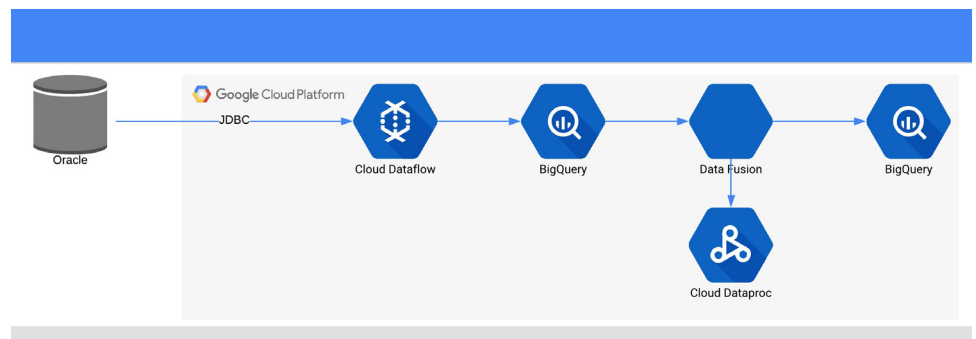 Google Cloud Platform
JDBC
Oracle
Cloud Dataflow
BigQuery
Data Fusion
BigQuery
Cloud Dataproc